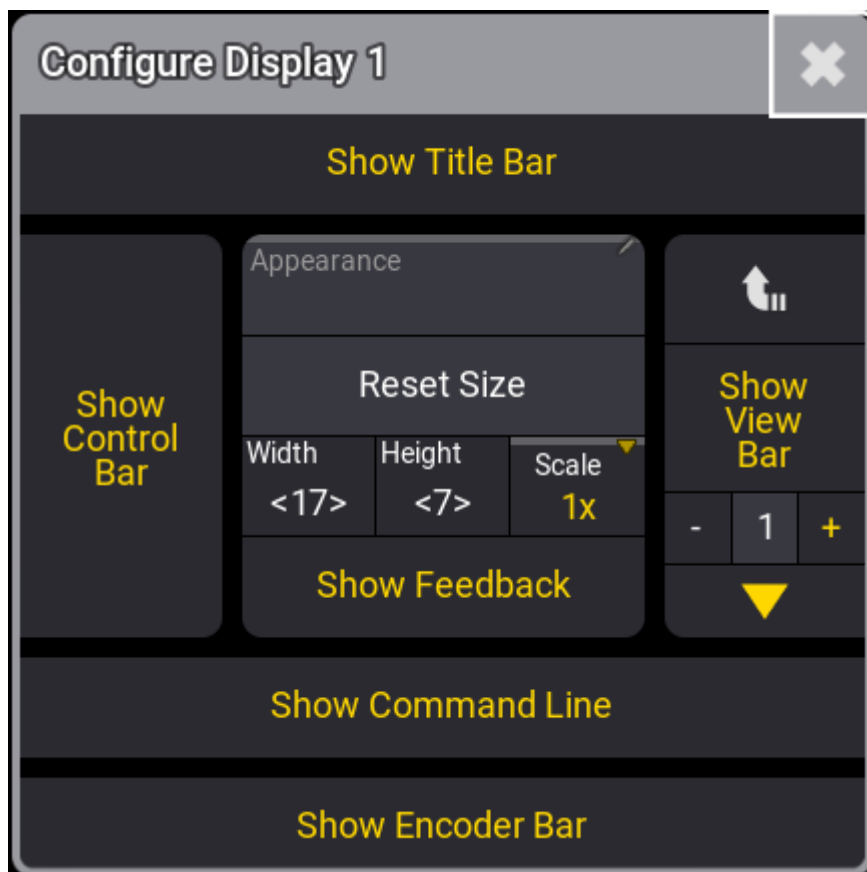 Configure Display 1
Show Title Bar
Show
Control
Bar
Appearance
Reset Size
Width
<17>
Height
<7>
Scale
1x
Show Feedback
Show
View
Bar
- 1 +
Show Command Line
Show Encoder Bar